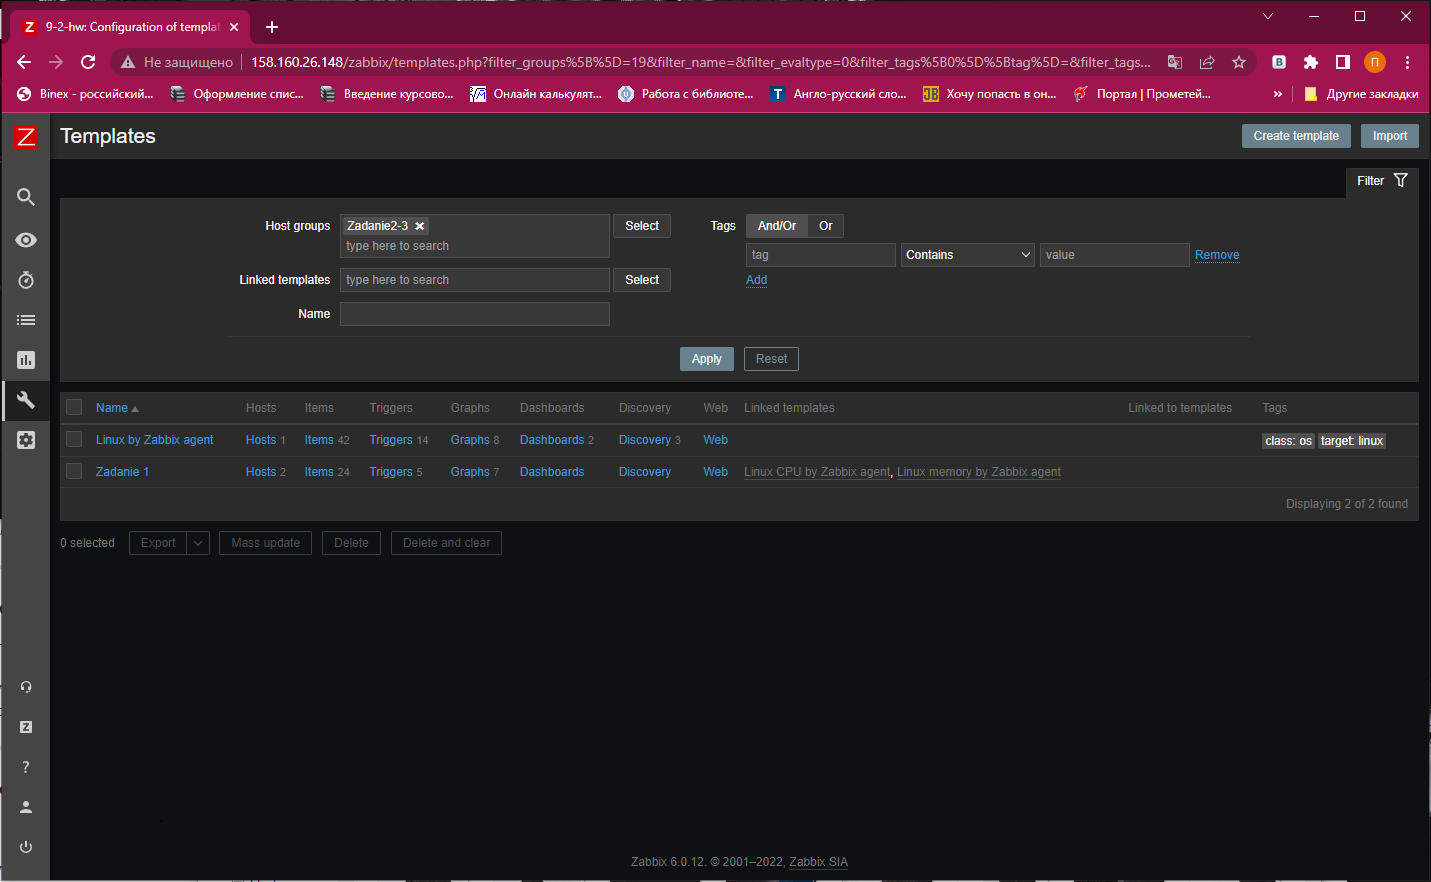 9-2-hw: Configuration of templat
Не защищено
158.160.26.148/zabbix/templates.php?filter_groups%5B%5D=19&filter_name=&filter_evaltype=0&filter_tags%5B0%5D%5Btag%5D=&filter_tags...
Binex - российский... Оформление спис... Введение курсово... Онлайн калькулят... Работа с библиоте... Англо-русский сло... Хочу попасть в он... Портал | Прометей... » Другие закладки
Z Templates Create template Import
Filter
Host groups Zadanie2-3 Select Tags And/Or Or
type here to search
tag Contains value Remove
Linked templates type here to search Select Add
Name
Apply Reset
Name Hosts Items Triggers Graphs Dashboards Discovery Web Linked templates Linked to templates Tags
Linux by Zabbix agent Hosts 1 Items 42 Triggers 14 Graphs 8 Dashboards 2 Discovery 3 Web class: os target: linux
Zadanie 1 Hosts 2 Items 24 Triggers 5 Graphs 7 Dashboards Discovery Web Linux CPU by Zabbix agent, Linux memory by Zabbix agent
Displaying 2 of 2 found
0 selected Export Mass update Delete Delete and clear
Z
?
Zabbix 6.0.12. © 2001–2022, Zabbix SIA